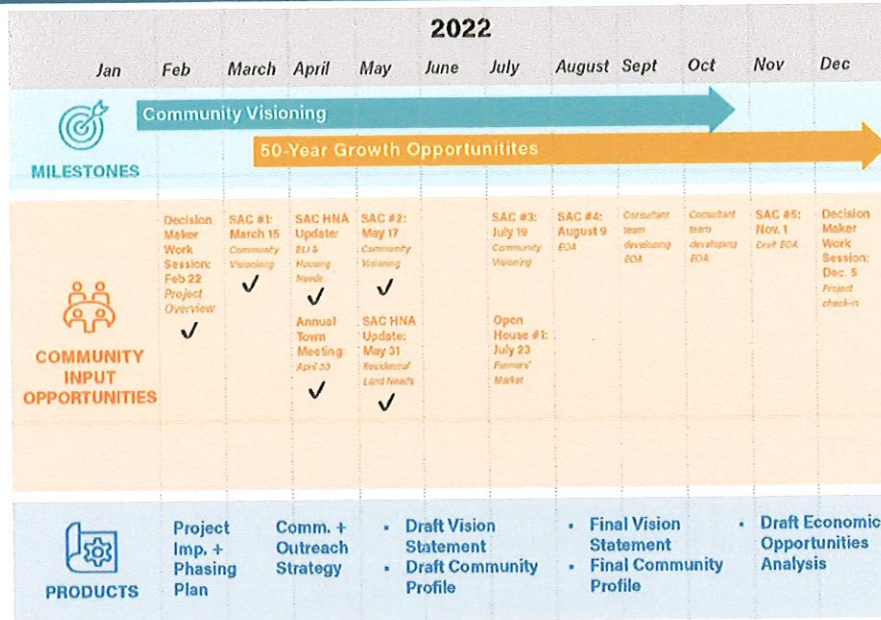 2022
Jan Feb March April May June July August Sept Oct Nov Dec
Community Visioning
50-Year Growth Opportunitites
MILESTONES
Decision
Maker
Work
Session:
Feb 22
Project
Overview
SAC #1:
March 15
Community
Visioning
SAC HNA
Update:
BLI &
Housing
Needs
Annual
Town
Meeting:
April 30
SAC #2:
May 17
Community
Visioning
SAC HNA
Update:
May 31
Residential
Land Needs
SAC #3:
July 19
Community
Visioning
Open
House #1:
July 23
Farmers'
Market
SAC #4:
August 9
EOA
Consultant
team
developing
EOA
Consultant
team
developing
EOA
SAC #5:
Nov. 1
Draft EOA
Decision
Maker
Work
Session:
Dec. 5
Project
check-in
COMMUNITY
INPUT
OPPORTUNITIES
PRODUCTS
Project
Imp. +
Phasing
Plan
Comm. +
Outreach
Strategy
• Draft Vision
Statement
• Draft Community
Profile
• Final Vision
Statement
• Final Community
Profile
• Draft Economic
Opportunities
Analysis